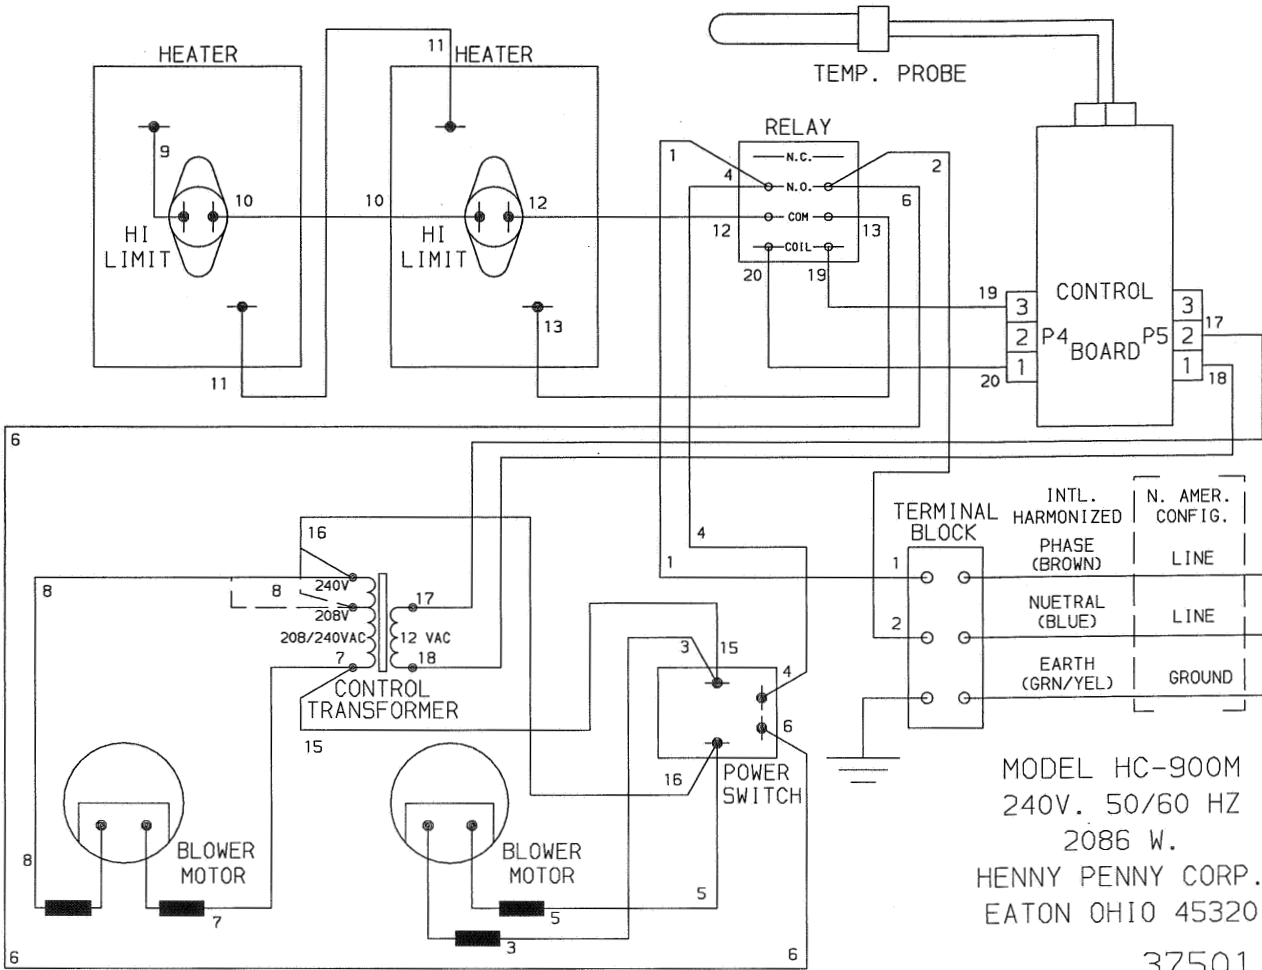 HEATER
11
HEATER
TEMP. PROBE
9
10
10
12
HI
LIMIT
HI
LIMIT
11
13
RELAY
1
N.C.
2
4
N.O.
6
12
COM
13
COIL
20
19
19
3
2
1
P4
20
CONTROL
BOARD
P5
3
2
1
17
18
6
16
8
8
240V
208V
208/240VAC
7
17
12 VAC
18
CONTROL
TRANSFORMER
15
4
1
3
15
4
6
16
POWER
SWITCH
TERMINAL
BLOCK
INTL.
HARMONIZED
N. AMER.
CONFIG.
1
PHASE
(BROWN)
LINE
2
NUETRAL
(BLUE)
LINE
EARTH
(GRN/YEL)
GROUND
8
BLOWER
MOTOR
7
BLOWER
MOTOR
5
5
3
6
6
MODEL HC-900M
240V. 50/60 HZ
2086 W.
HENNY PENNY CORP.
EATON OHIO 45320
37501